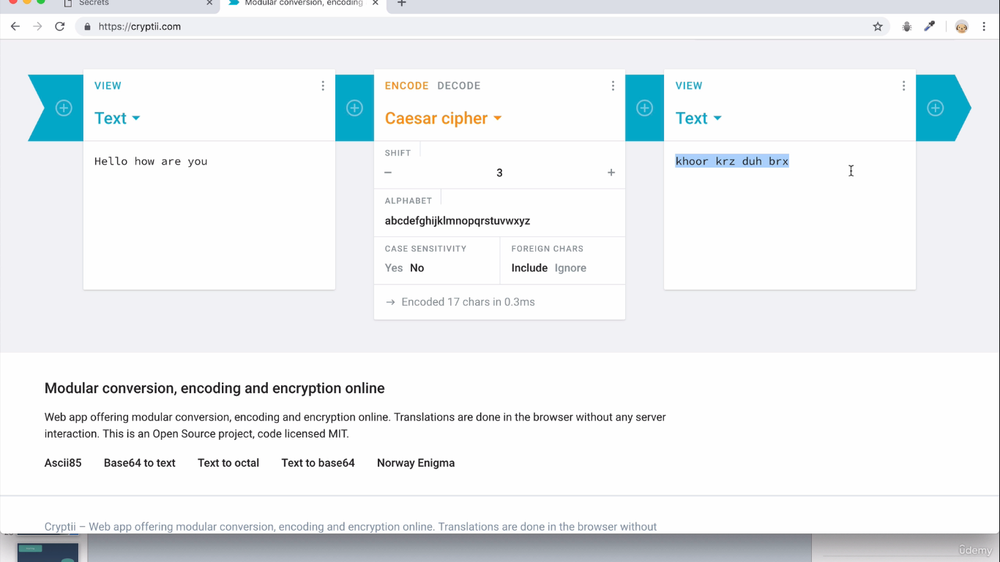 Secrets
Modular conversion, encoding
https://cryptii.com
VIEW
Text
Hello how are you
ENCODE DECODE
Caesar cipher
SHIFT
3
ALPHABET
abcdefghijklmnopqrstuvwxyz
CASE SENSITIVITY
Yes No
FOREIGN CHARS
Include Ignore
→ Encoded 17 chars in 0.3ms
VIEW
Text
khoor krz duh brx
Modular conversion, encoding and encryption online
Web app offering modular conversion, encoding and encryption online. Translations are done in the browser without any server
interaction. This is an Open Source project, code licensed MIT.
Ascii85 Base64 to text Text to octal Text to base64 Norway Enigma
Cryptii – Web app offering modular conversion, encoding and encryption online. Translations are done in the browser without
udemy